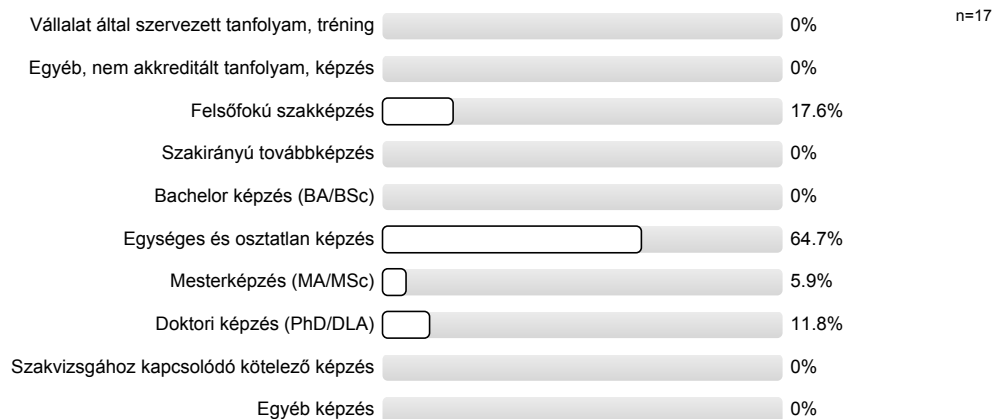 Vállalat által szervezett tanfolyam, tréning 0% n=17
Egyéb, nem akkreditált tanfolyam, képzés 0%
Felsőfokú szakképzés 17.6%
Szakirányú továbbképzés 0%
Bachelor képzés (BA/BSc) 0%
Egységes és osztatlan képzés 64.7%
Mesterképzés (MA/MSc) 5.9%
Doktori képzés (PhD/DLA) 11.8%
Szakvizsgához kapcsolódó kötelező képzés 0%
Egyéb képzés 0%